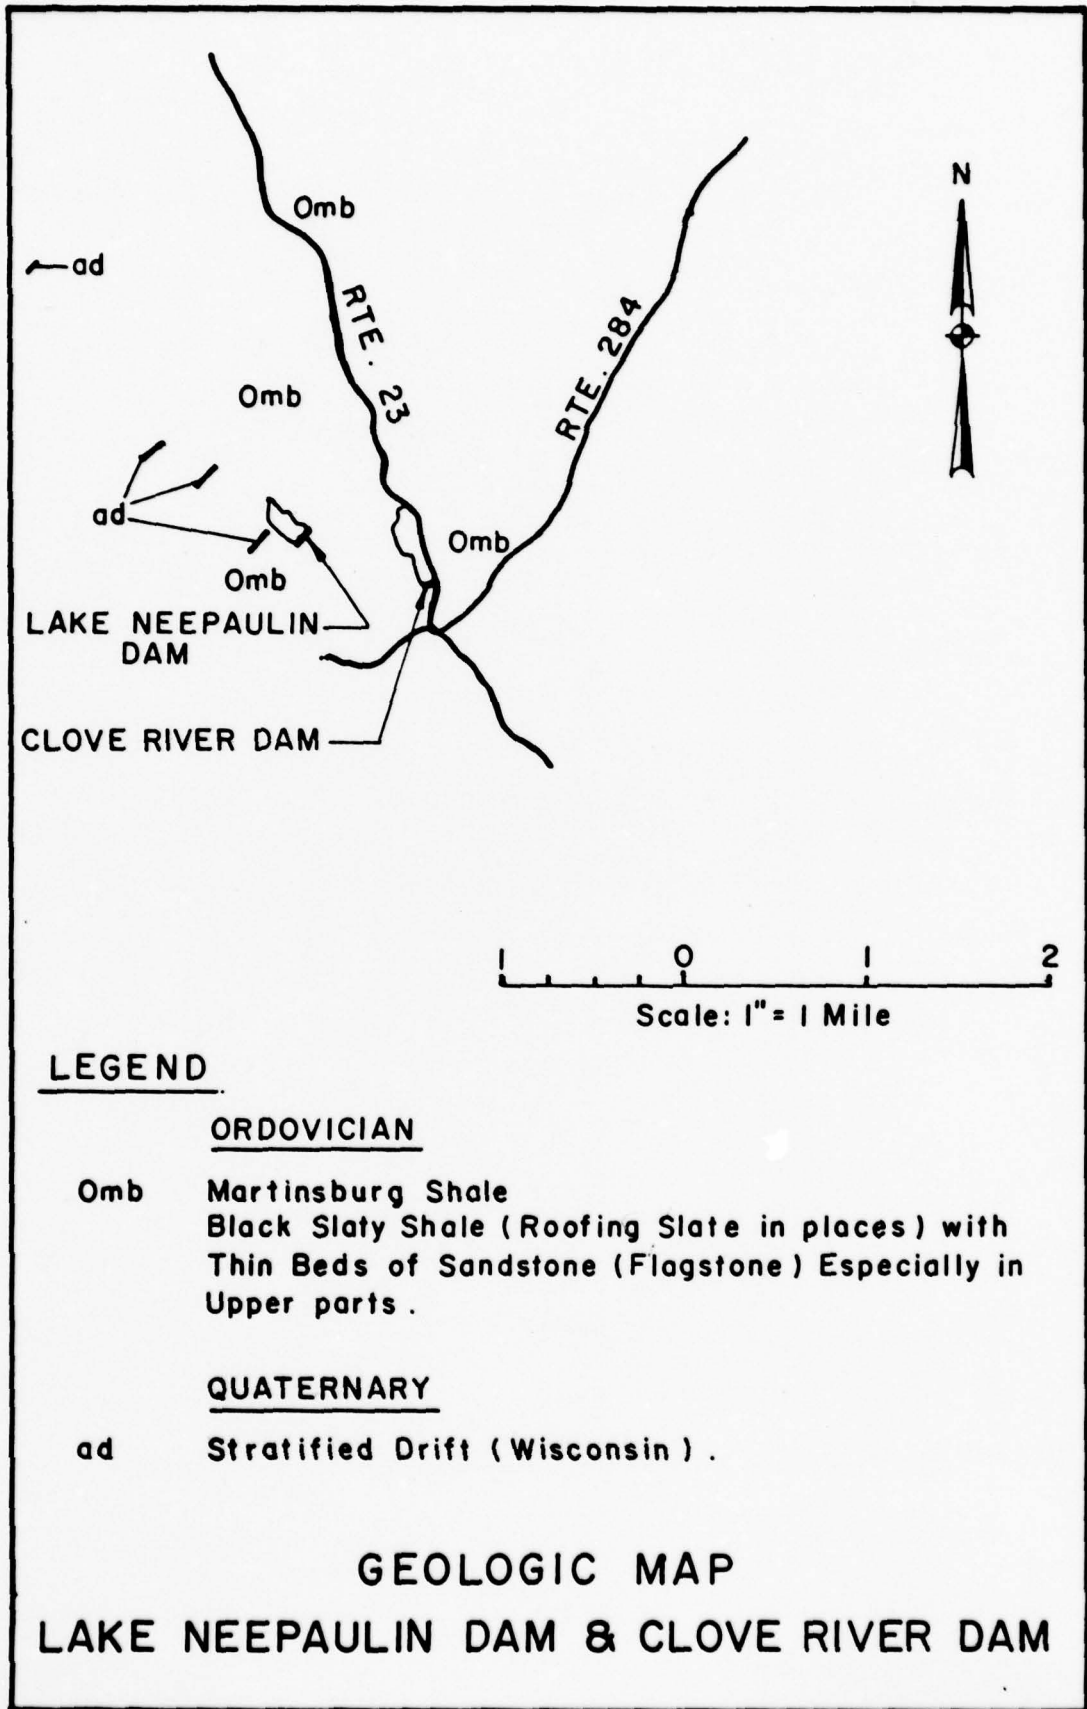 Omb
N
ad
RTE. 23
RTE. 284
Omb
ad
Omb
Omb
LAKE NEEPAULIN
DAM
CLOVE RIVER DAM
1 0 1 2
Scale: 1" = 1 Mile
LEGEND
ORDOVICIAN
Omb Martinsburg Shale
Black Slaty Shale (Roofing Slate in places) with
Thin Beds of Sandstone (Flagstone) Especially in
Upper parts.
QUATERNARY
ad Stratified Drift (Wisconsin).
GEOLOGIC MAP
LAKE NEEPAULIN DAM & CLOVE RIVER DAM